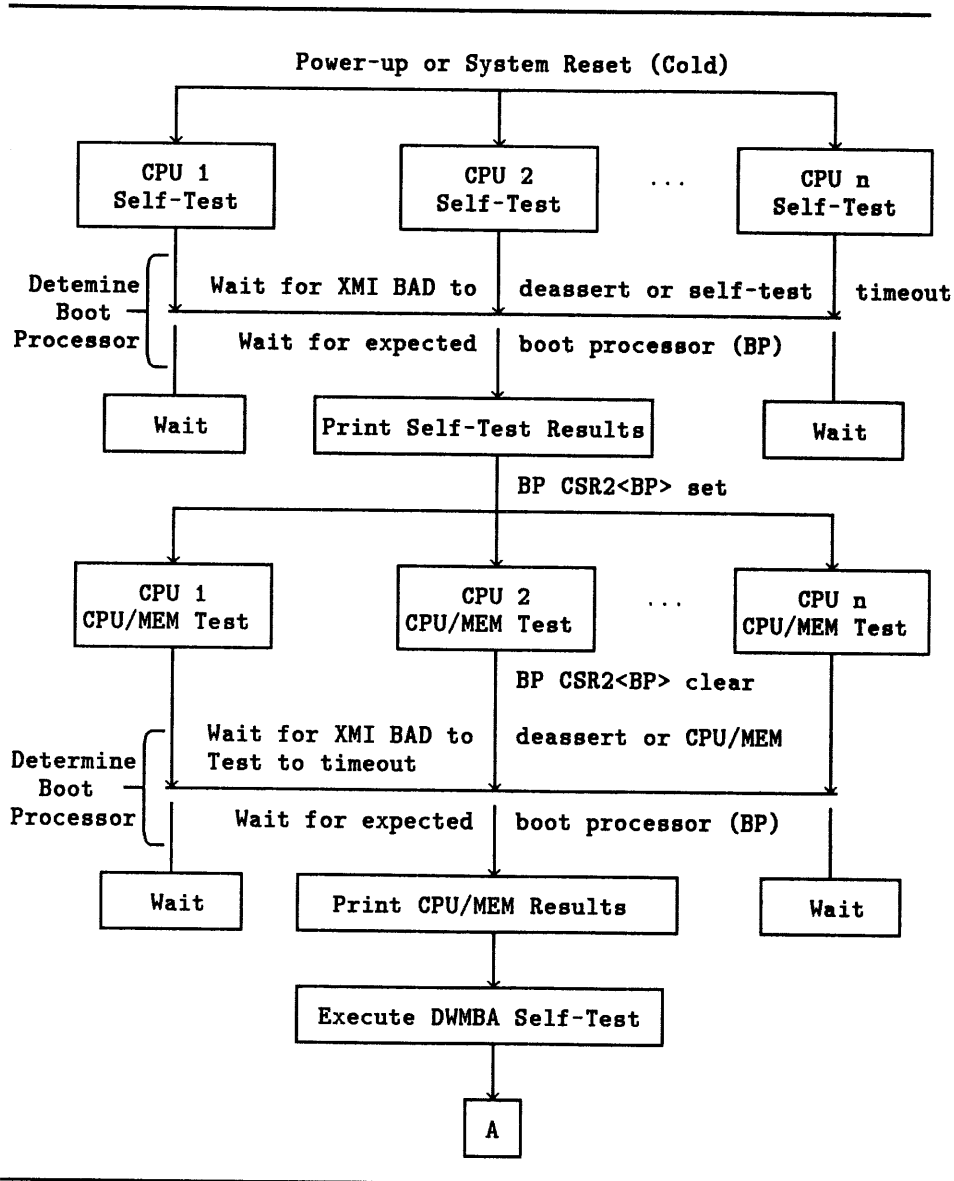 Power-up or System Reset (Cold)
CPU 1
Self-Test
CPU 2
Self-Test
...
CPU n
Self-Test
Detemine
Boot
Processor
Wait for XMI BAD to deassert or self-test timeout
Wait for expected boot processor (BP)
Wait
Print Self-Test Results
Wait
BP CSR2<BP> set
CPU 1
CPU/MEM Test
CPU 2
CPU/MEM Test
...
CPU n
CPU/MEM Test
BP CSR2<BP> clear
Determine
Boot
Processor
Wait for XMI BAD to deassert or CPU/MEM
Test to timeout
Wait for expected boot processor (BP)
Wait
Print CPU/MEM Results
Wait
Execute DWMBA Self-Test
A